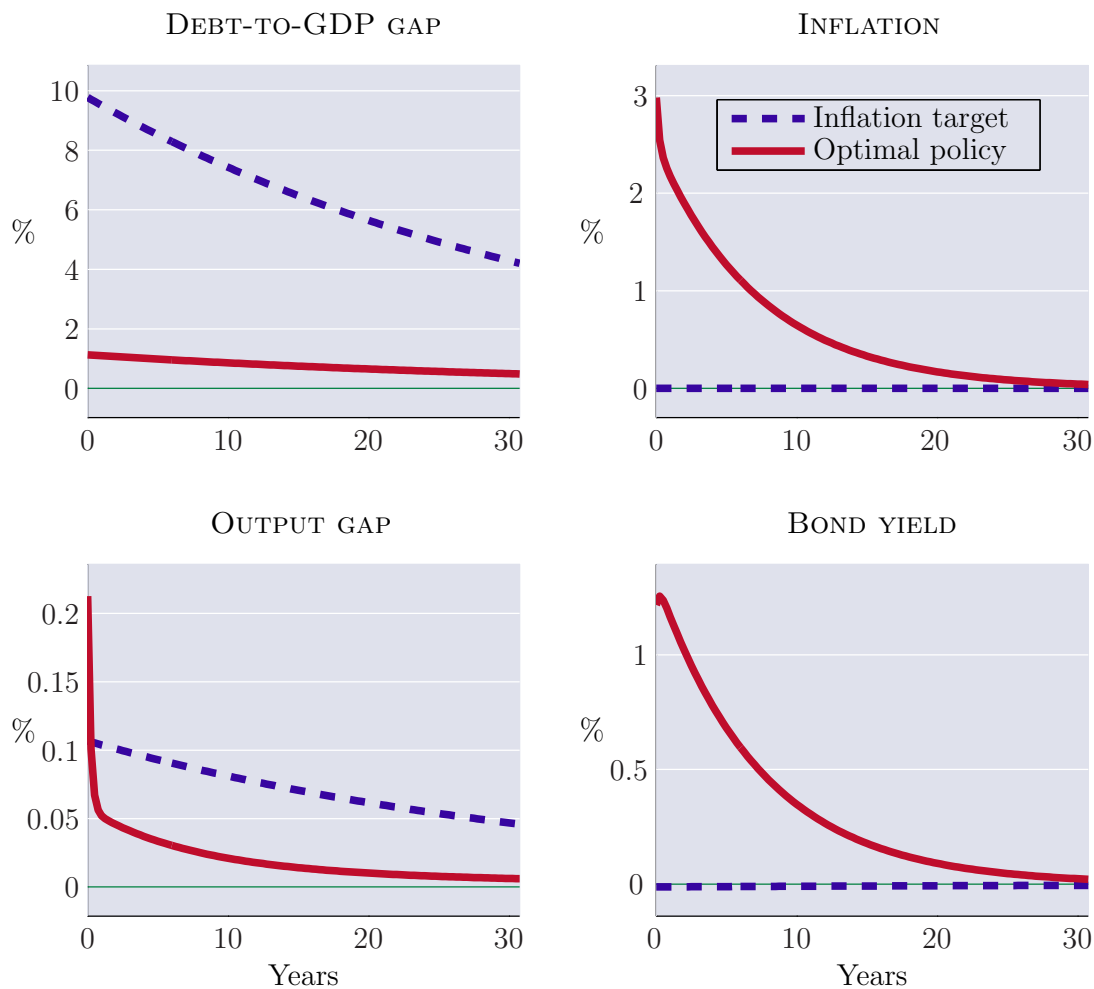 DEBT-TO-GDP GAP
10
8
6
%
4
2
0
0 10 20 30
INFLATION
3
Inflation target
Optimal policy
2
%
1
0
0 10 20 30
OUTPUT GAP
0.2
0.15
%
0.1
0.05
0
0 10 20 30
Years
BOND YIELD
1
%
0.5
0
0 10 20 30
Years